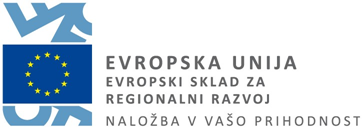 EVROPSKA UNIJA
EVROPSKI SKLAD ZA
REGIONALNI RAZVOJ
NALOŽBA V VAŠO PRIHODNOST